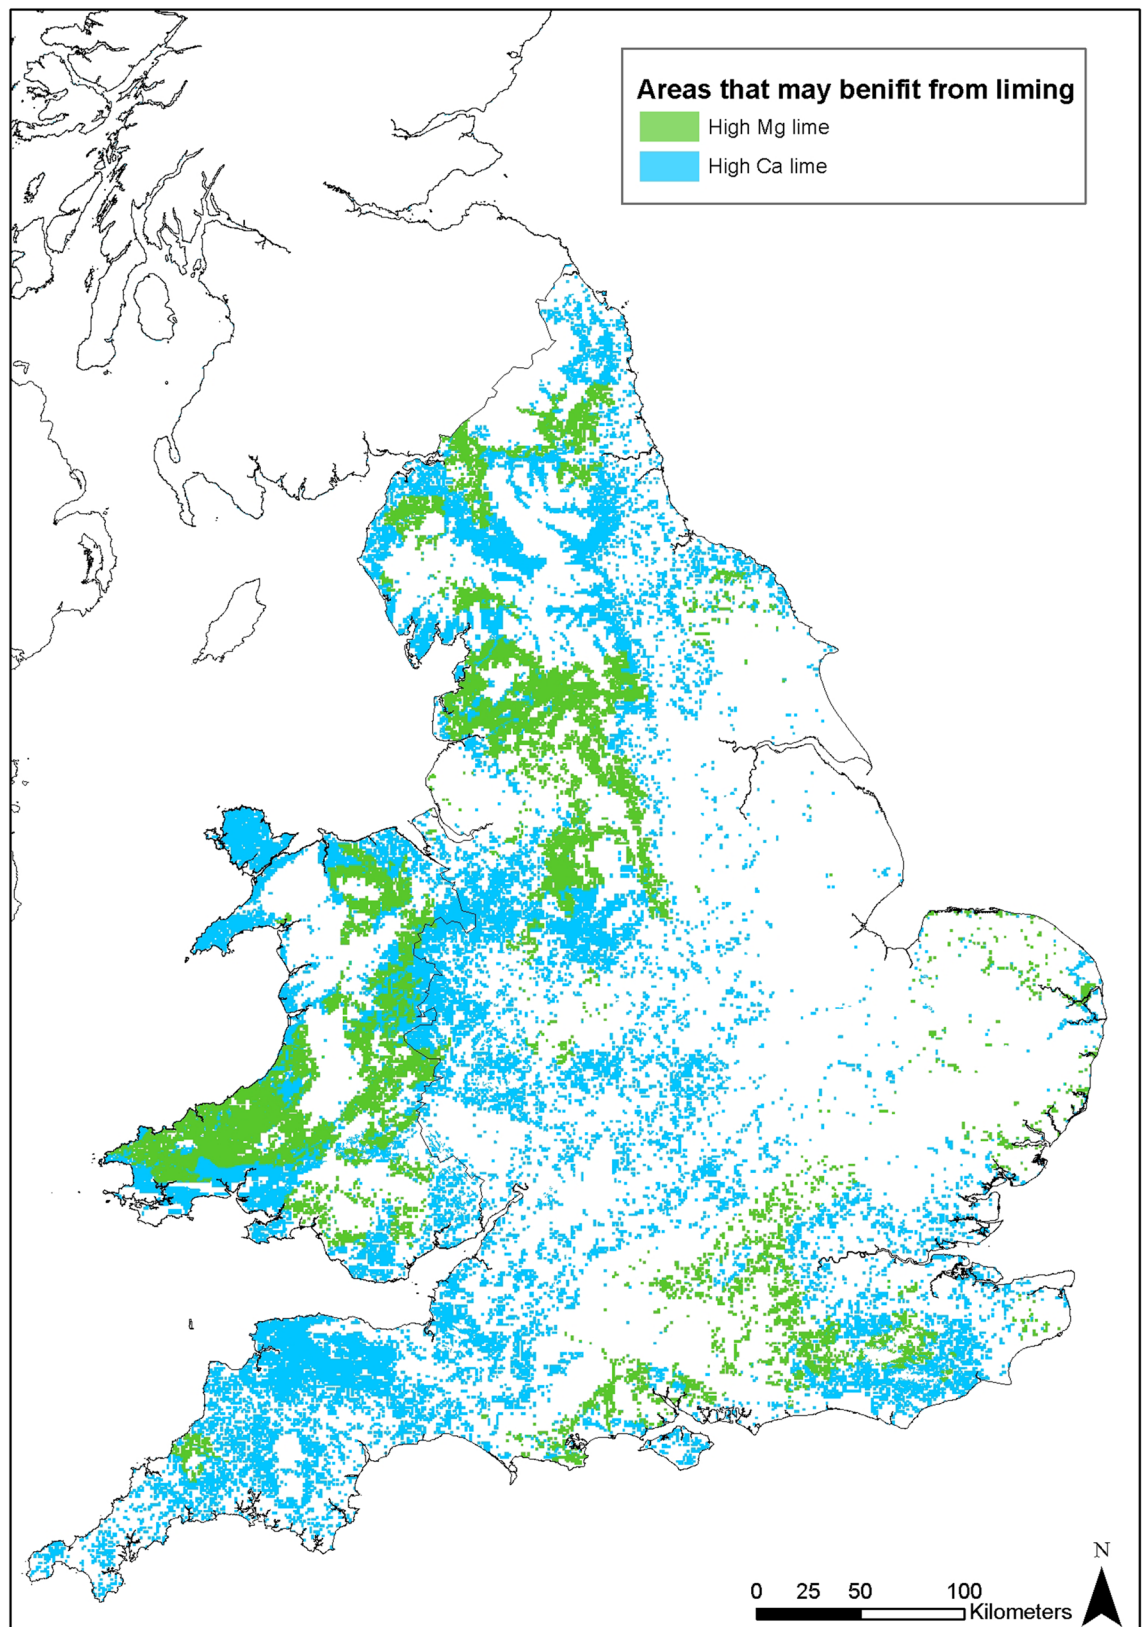 Areas that may benifit from liming
High Mg lime
High Ca lime
N
0 25 50 100
Kilometers